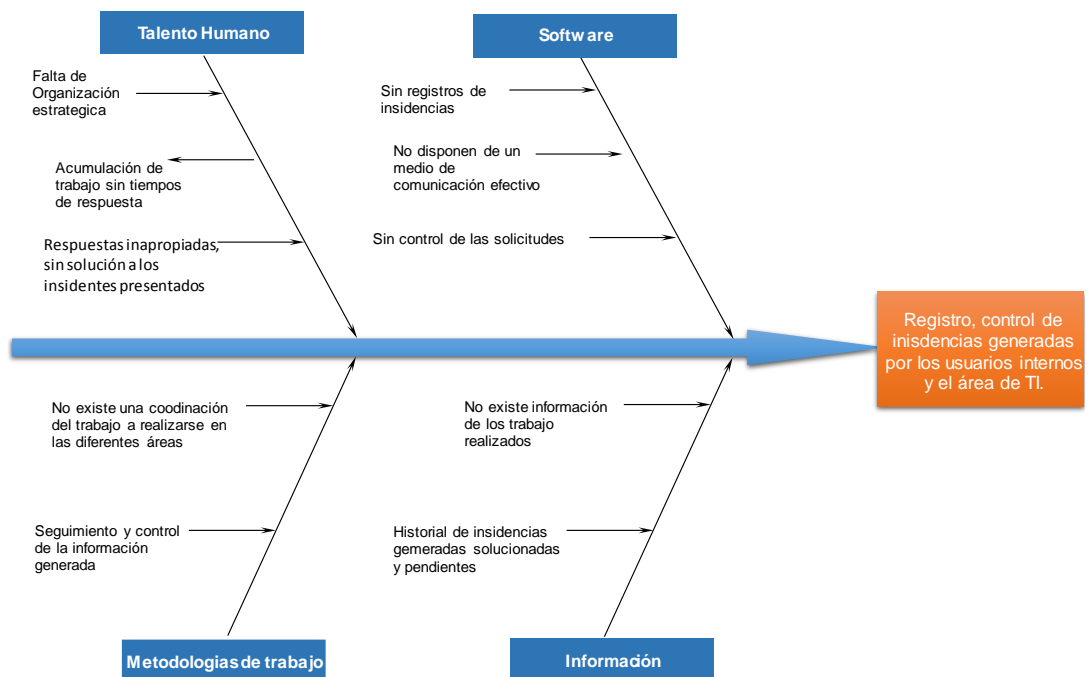 Talento Humano
Software
Falta de
Organización
estrategica
Acumulación de
trabajo sin tiempos
de respuesta
Respuestas inapropiadas,
sin solución a los
insidentes presentados
Sin registros de
insidencias
No disponen de un
medio de
comunicación efectivo
Sin control de las solicitudes
Registro, control de
inisdencias generadas
por los usuarios internos
y el área de TI.
No existe una coodinación
del trabajo a realizarse en
las diferentes áreas
Seguimiento y control
de la información
generada
No existe información
de los trabajo
realizados
Historial de insidencias
gemeradas solucionadas
y pendientes
Metodologias de trabajo
Información